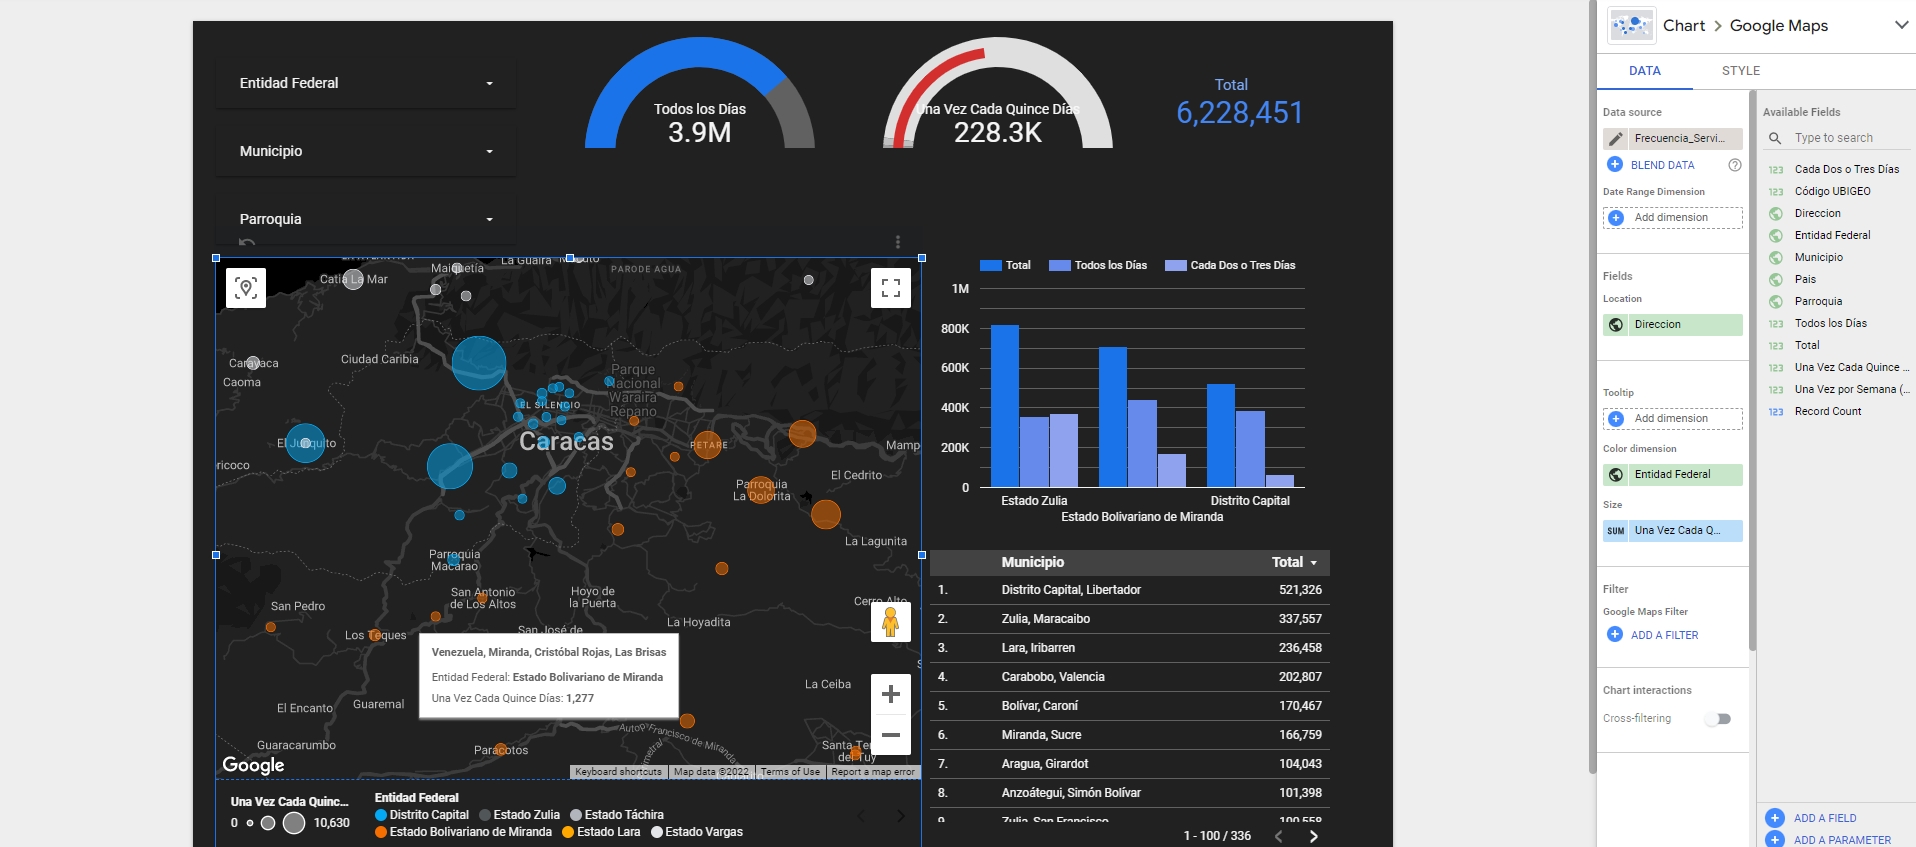 Chart > Google Maps
DATA STYLE
Entidad Federal
Municipio
Parroquia
Todos los Días
3.9M
Una Vez Cada Quince Días
228.3K
Total
6,228,451
La Guaira
Maiquetía
Catia La Mar
PARODE AGUA
Carayaca
Caoma
Ciudad Caribia
Parque
Nacional
Waraira
Repano
EL SILENCIO
El Junquito
Caracas
PETARE
Mamp
ricoco
El Cedrito
Parroquia
La Dolorita
La Lagunita
Parroquia
Macarao
San Antonio
de Los Altos
Hoyo de
la Puerta
San Pedro
Cerro Alto
Los Teques
San José de
La Hoyadita
Venezuela, Miranda, Cristóbal Rojas, Las Brisas
Entidad Federal: Estado Bolivariano de Miranda
Una Vez Cada Quince Días: 1,277
La Ceiba
El Encanto
Guaremal
Guaracarumbo
Paracotos
Autop. Francisco de Miranda
Santa Ter
del Tuy
Google
Keyboard shortcuts
Map data ©2022
Terms of Use
Report a map error
Una Vez Cada Quinc...
0 10,630
Entidad Federal
Distrito Capital Estado Zulia Estado Táchira
Estado Bolivariano de Miranda Estado Lara Estado Vargas
Total Todos los Días Cada Dos o Tres Días
1M
800K
600K
400K
200K
0
Estado Zulia
Estado Bolivariano de Miranda
Distrito Capital
Municipio Total
1. Distrito Capital, Libertador 521,326
2. Zulia, Maracaibo 337,557
3. Lara, Iribarren 236,458
4. Carabobo, Valencia 202,807
5. Bolívar, Caroní 170,467
6. Miranda, Sucre 166,759
7. Aragua, Girardot 104,043
8. Anzoátegui, Simón Bolívar 101,398
9. Zulia, San Francisco 100,558
1 - 100 / 336
Data source
Frecuencia_Servi...
BLEND DATA
Date Range Dimension
Add dimension
Fields
Location
Direccion
Tooltip
Add dimension
Color dimension
Entidad Federal
Size
SUM Una Vez Cada Q...
Filter
Google Maps Filter
ADD A FILTER
Chart interactions
Cross-filtering
Available Fields
Type to search
123 Cada Dos o Tres Días
123 Código UBIGEO
Direccion
Entidad Federal
Municipio
Pais
Parroquia
123 Todos los Días
123 Total
123 Una Vez Cada Quince ...
123 Una Vez por Semana (...
123 Record Count
ADD A FIELD
ADD A PARAMETER